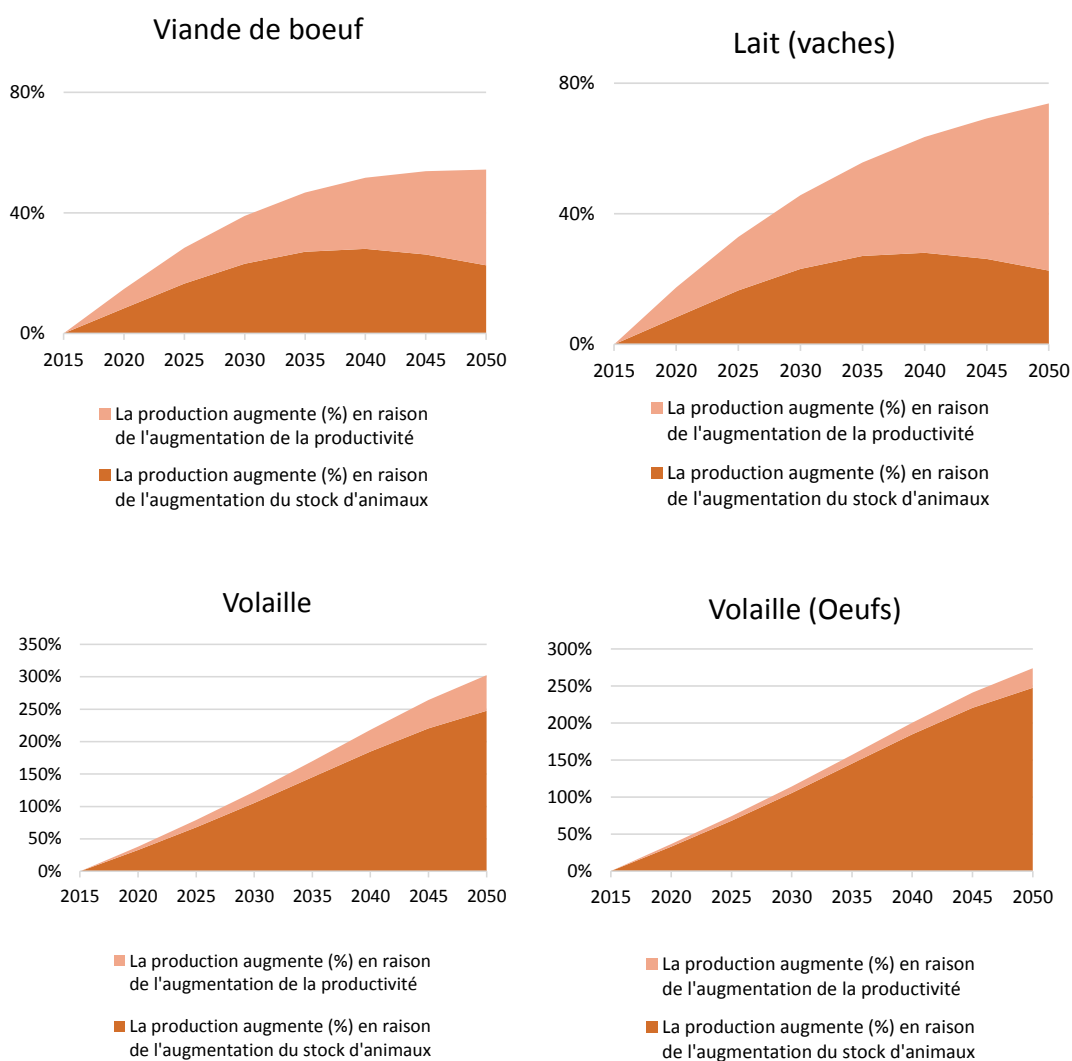 Viande de boeuf
80%
40%
0%
2015 2020 2025 2030 2035 2040 2045 2050
La production augmente (%) en raison
de l'augmentation de la productivité
La production augmente (%) en raison
de l'augmentation du stock d'animaux
Lait (vaches)
80%
40%
0%
2015 2020 2025 2030 2035 2040 2045 2050
La production augmente (%) en raison
de l'augmentation de la productivité
La production augmente (%) en raison
de l'augmentation du stock d'animaux
Volaille
350%
300%
250%
200%
150%
100%
50%
0%
2015 2020 2025 2030 2035 2040 2045 2050
La production augmente (%) en raison
de l'augmentation de la productivité
La production augmente (%) en raison
de l'augmentation du stock d'animaux
Volaille (Oeufs)
300%
250%
200%
150%
100%
50%
0%
2015 2020 2025 2030 2035 2040 2045 2050
La production augmente (%) en raison
de l'augmentation de la productivité
La production augmente (%) en raison
de l'augmentation du stock d'animaux